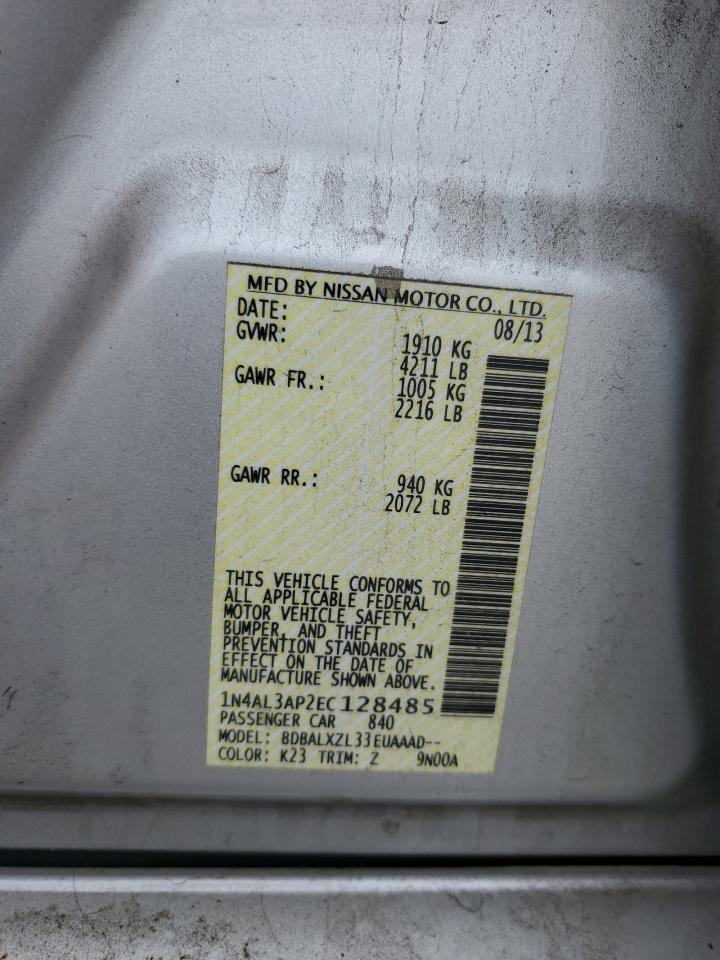 MFD BY NISSAN MOTOR CO., LTD.
DATE: 08/13
GVWR: 1910 KG
4211 LB
GAWR FR.: 1005 KG
2216 LB
GAWR RR.: 940 KG
2072 LB
THIS VEHICLE CONFORMS TO
ALL APPLICABLE FEDERAL
MOTOR VEHICLE SAFETY,
BUMPER, AND THEFT
PREVENTION STANDARDS IN
EFFECT ON THE DATE OF
MANUFACTURE SHOWN ABOVE.
1N4AL3AP2EC128485
PASSENGER CAR 840
MODEL: BDBALXZL33EUAAAD--
COLOR: K23 TRIM: Z 9N00A